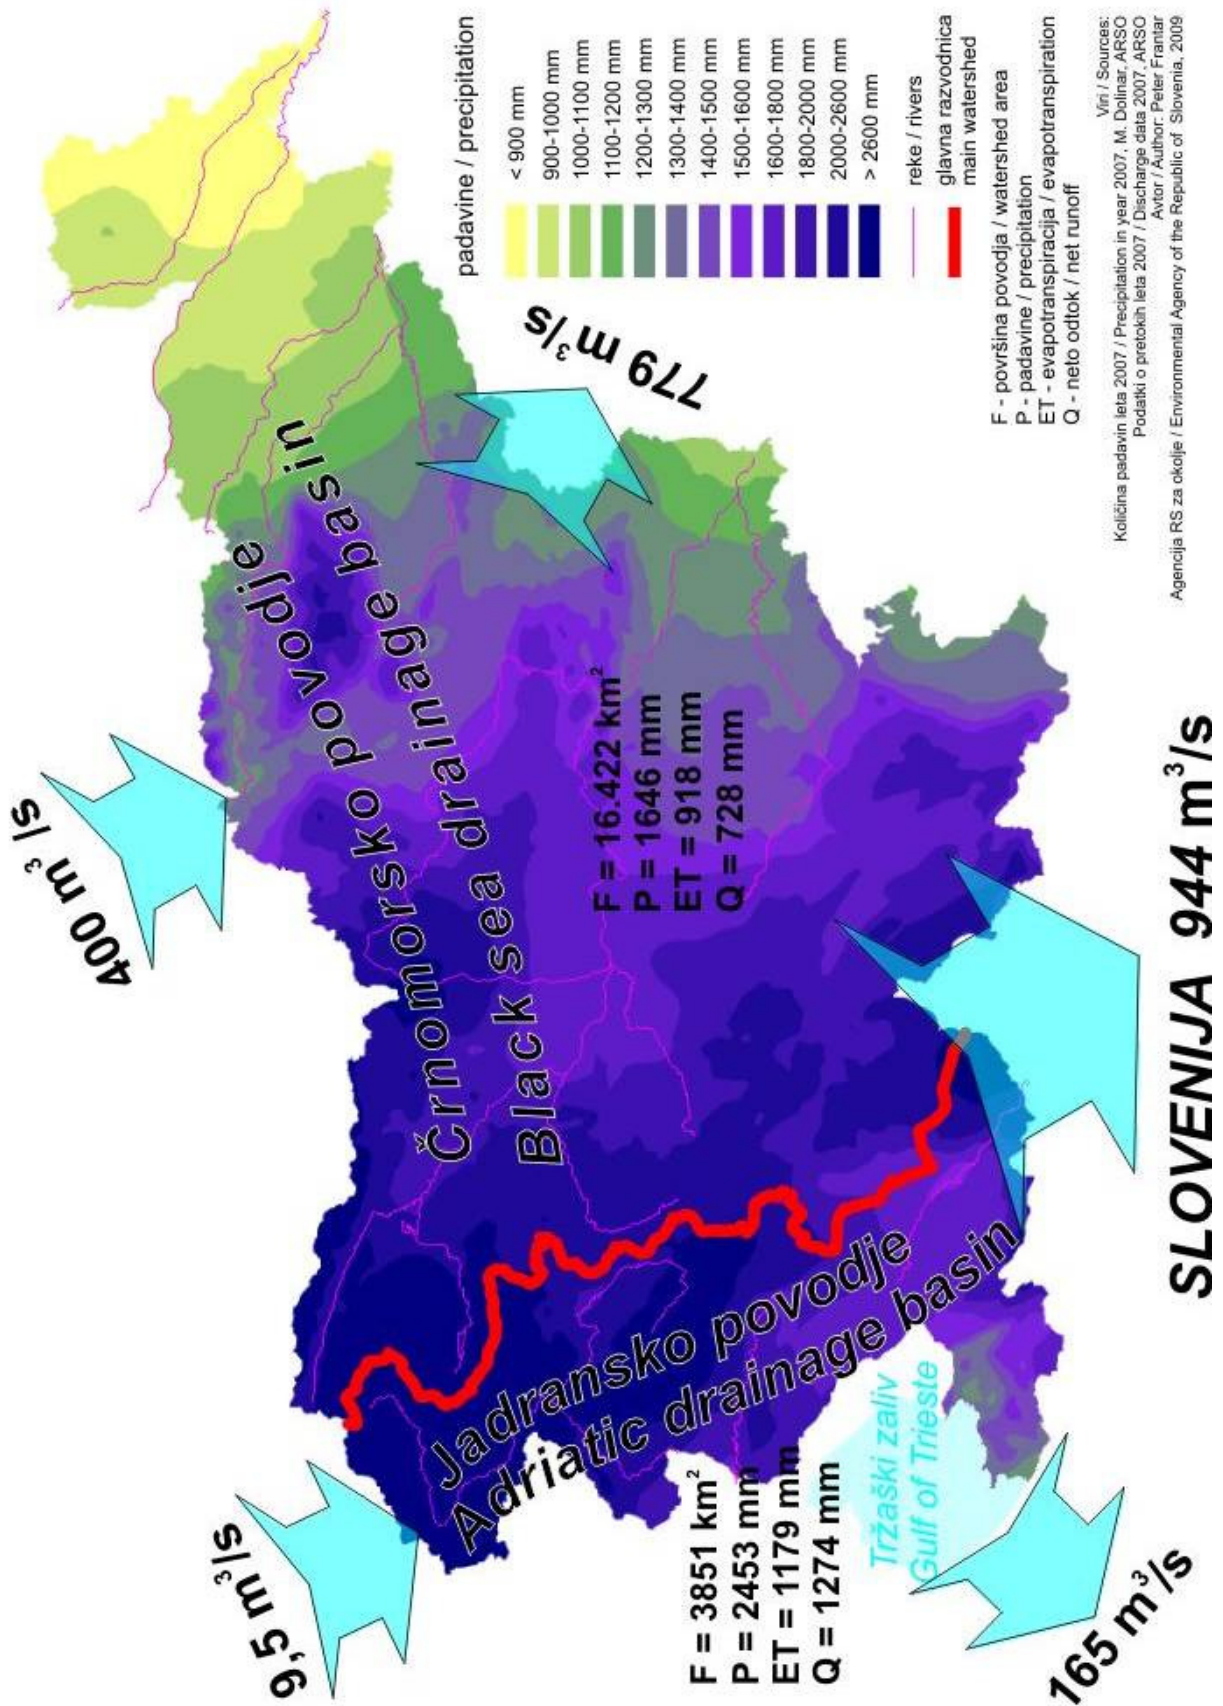 400 m³/s
9,5 m³/s
Črnomorsko povodje
Black sea drainage basin
F = 16.422 km²
P = 1646 mm
ET = 918 mm
Q = 728 mm
779 m³/s
Jadransko povodje
Adriatic drainage basin
F = 3851 km²
P = 2453 mm
ET = 1179 mm
Q = 1274 mm
Tržaški zaliv
Gulf of Trieste
165 m³/s
SLOVENIJA 944 m³/s
padavine / precipitation
< 900 mm
900-1000 mm
1000-1100 mm
1100-1200 mm
1200-1300 mm
1300-1400 mm
1400-1500 mm
1500-1600 mm
1600-1800 mm
1800-2000 mm
2000-2600 mm
> 2600 mm
reke / rivers
glavna razvodnica
main watershed
F - površina povodja / watershed area
P - padavine / precipitation
ET - evapotranspiracija / evapotranspiration
Q - neto odtok / net runoff
Viri / Sources:
Količina padavin leta 2007 / Precipitation in year 2007, M. Dolinar, ARSO
Podatki o pretokih leta 2007 / Discharge data 2007, ARSO
Avtor / Author: Peter Frantar
Agencija RS za okolje / Environmental Agency of the Republic of Slovenia, 2009